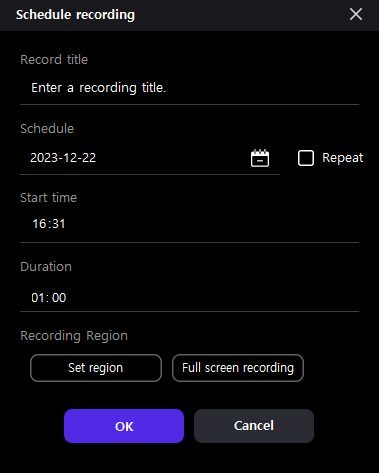 Schedule recording
Record title
Enter a recording title.
Schedule
2023-12-22
Repeat
Start time
16:31
Duration
01:00
Recording Region
Set region
Full screen recording
OK
Cancel